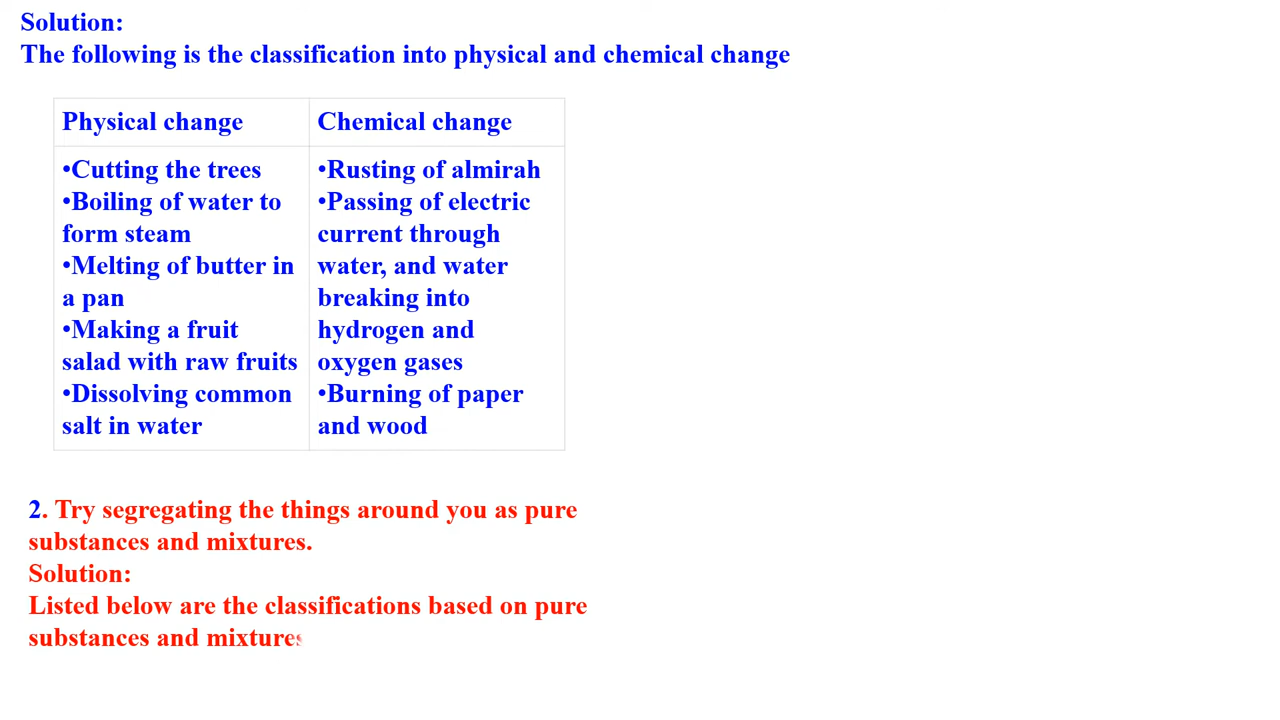 Solution:
The following is the classification into physical and chemical change
Physical change
Chemical change
•Cutting the trees
•Boiling of water to
form steam
•Melting of butter in
a pan
•Making a fruit
salad with raw fruits
•Dissolving common
salt in water
•Rusting of almirah
•Passing of electric
current through
water, and water
breaking into
hydrogen and
oxygen gases
•Burning of paper
and wood
2. Try segregating the things around you as pure
substances and mixtures.
Solution:
Listed below are the classifications based on pure
substances and mixtures